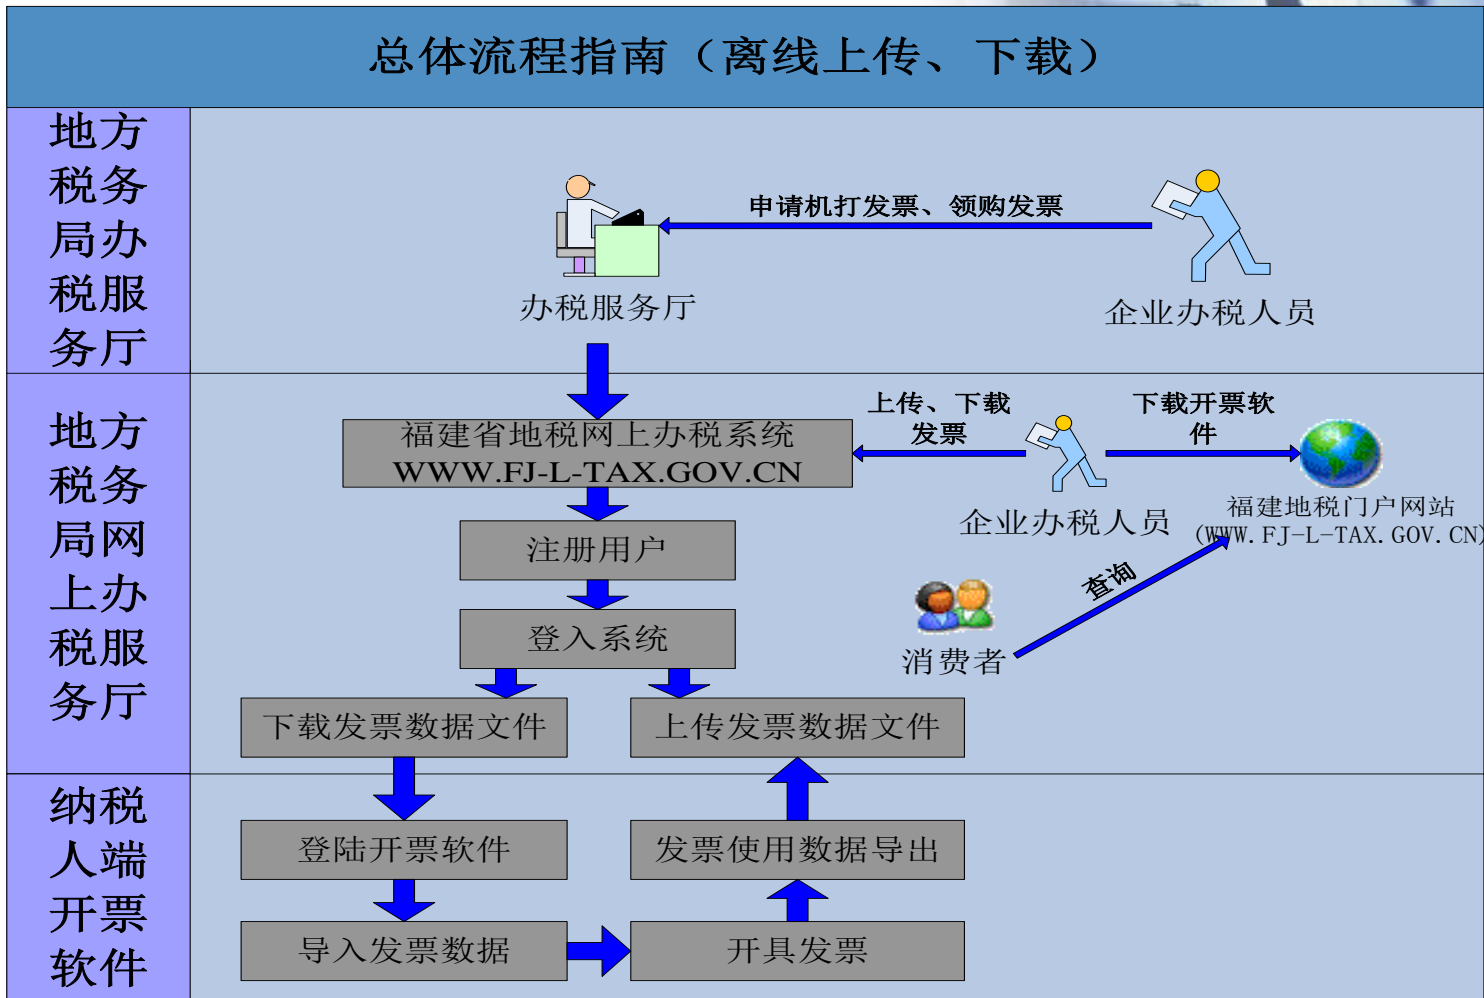 总体流程指南（离线上传、下载）
地方
税务
局办
税服
务厅
申请机打发票、领购发票
办税服务厅
企业办税人员
地方
税务
局网
上办
税服
务厅
福建省地税网上办税系统
WWW.FJ-L-TAX.GOV.CN
上传、下载
发票
下载开票软
件
企业办税人员
福建地税门户网站
(WWW.FJ-L-TAX.GOV.CN)
注册用户
查询
登入系统
消费者
下载发票数据文件
上传发票数据文件
纳税
人端
开票
软件
登陆开票软件
发票使用数据导出
导入发票数据
开具发票